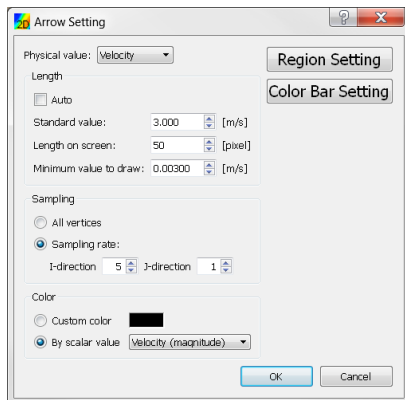 2D Arrow Setting
Physical value: Velocity
Region Setting
Color Bar Setting
Length
Auto
Standard value: 3.000 [m/s]
Length on screen: 50 [pixel]
Minimum value to draw: 0.00300 [m/s]
Sampling
All vertices
Sampling rate:
I-direction 5 J-direction 1
Color
Custom color
By scalar value Velocity (magnitude)
OK Cancel